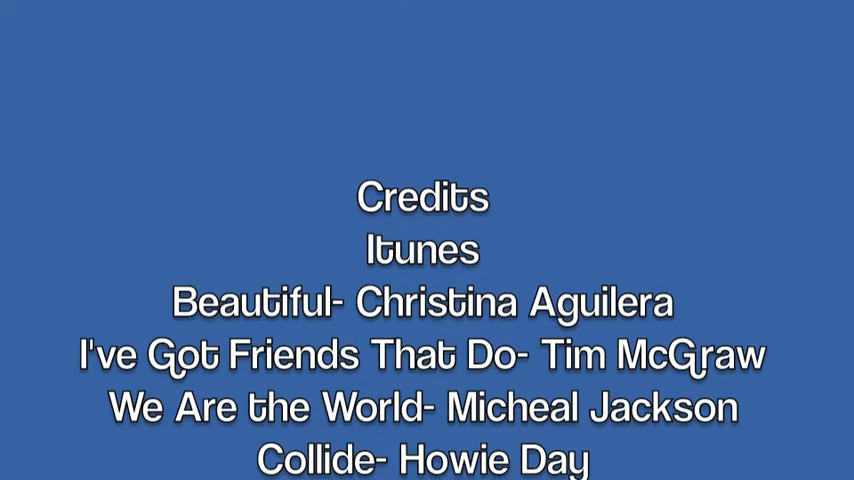 Credits
Itunes
Beautiful- Christina Aguilera
I've Got Friends That Do- Tim McGraw
We Are the World- Micheal Jackson
Collide- Howie Day